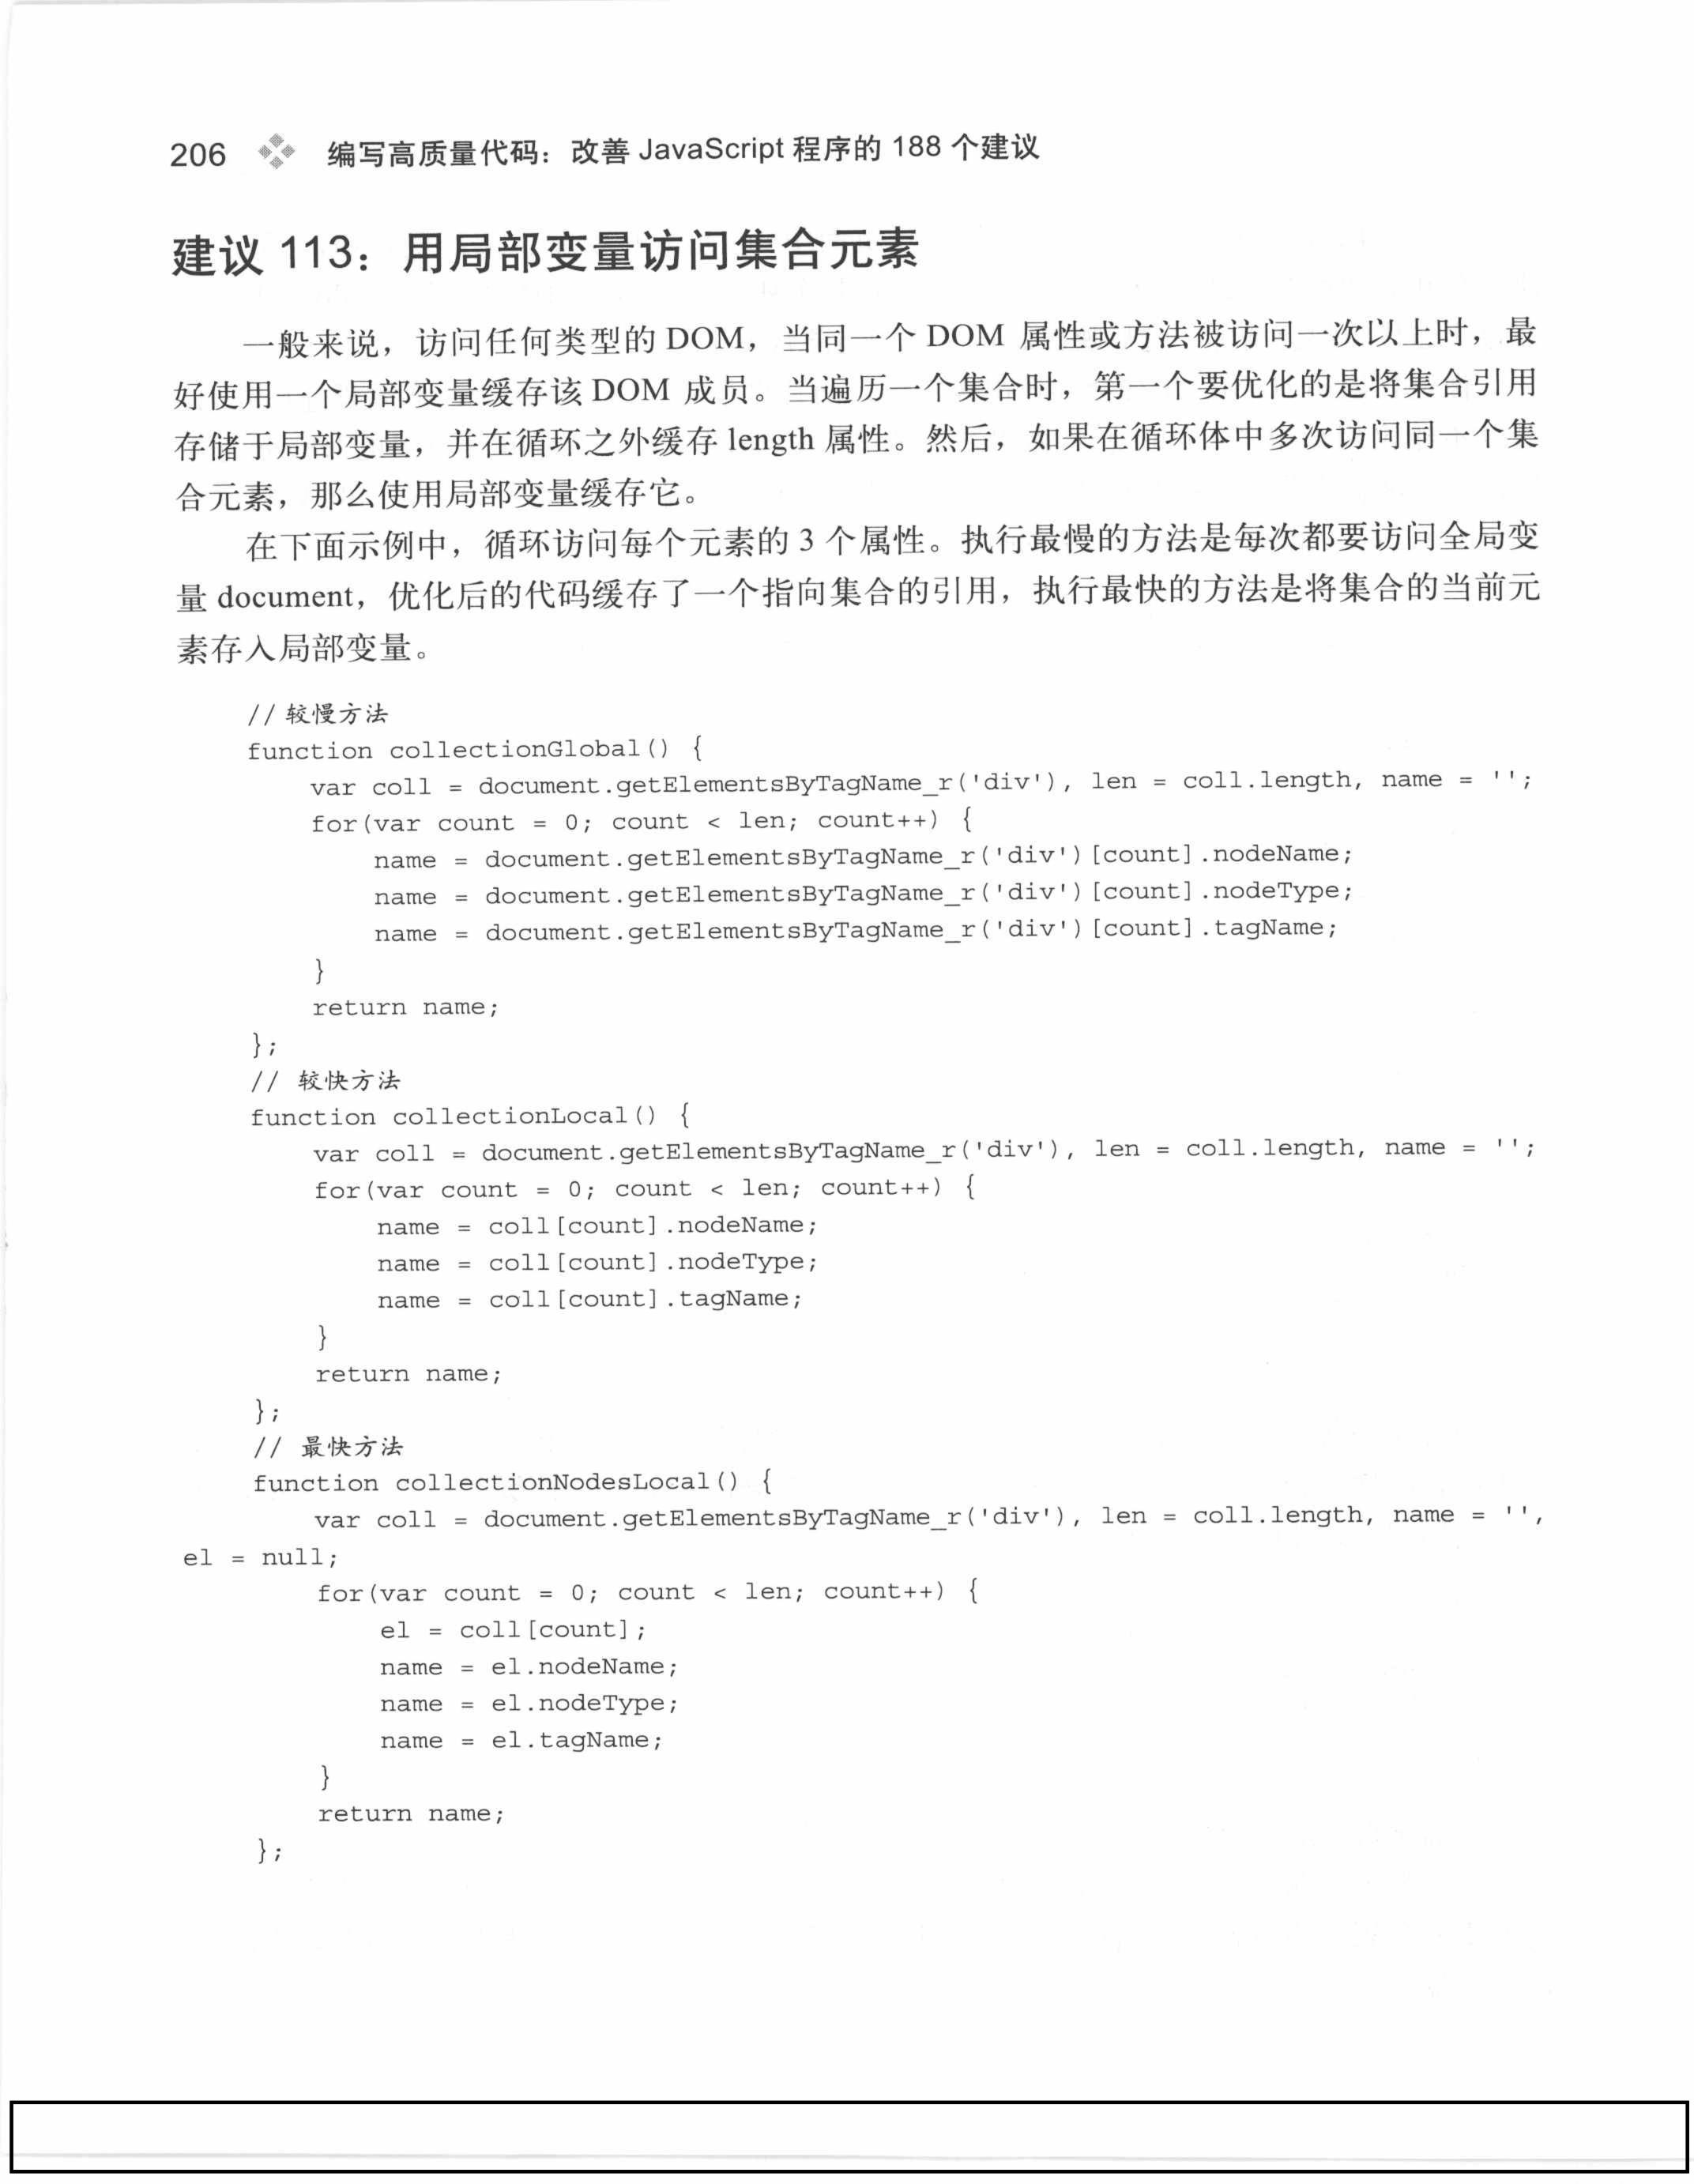 206 编写高质量代码：改善 JavaScript 程序的 188 个建议
建议 113：用局部变量访问集合元素
一般来说，访问任何类型的 DOM，当同一个 DOM 属性或方法被访问一次以上时，最
好使用一个局部变量缓存该 DOM 成员。当遍历一个集合时，第一个要优化的是将集合引用
存储于局部变量，并在循环之外缓存 length 属性。然后，如果在循环体中多次访问同一个集
合元素，那么使用局部变量缓存它。
在下面示例中，循环访问每个元素的 3 个属性。执行最慢的方法是每次都要访问全局变
量 document，优化后的代码缓存了一个指向集合的引用，执行最快的方法是将集合的当前元
素存入局部变量。
// 较慢方法
function collectionGlobal() {
    var coll = document.getElementsByTagName_r('div'), len = coll.length, name = '';
    for(var count = 0; count < len; count++) {
        name = document.getElementsByTagName_r('div')[count].nodeName;
        name = document.getElementsByTagName_r('div')[count].nodeType;
        name = document.getElementsByTagName_r('div')[count].tagName;
    }
    return name;
};
// 较快方法
function collectionLocal() {
    var coll = document.getElementsByTagName_r('div'), len = coll.length, name = '';
    for(var count = 0; count < len; count++) {
        name = coll[count].nodeName;
        name = coll[count].nodeType;
        name = coll[count].tagName;
    }
    return name;
};
// 最快方法
function collectionNodesLocal() {
    var coll = document.getElementsByTagName_r('div'), len = coll.length, name = '',
el = null;
    for(var count = 0; count < len; count++) {
        el = coll[count];
        name = el.nodeName;
        name = el.nodeType;
        name = el.tagName;
    }
    return name;
};